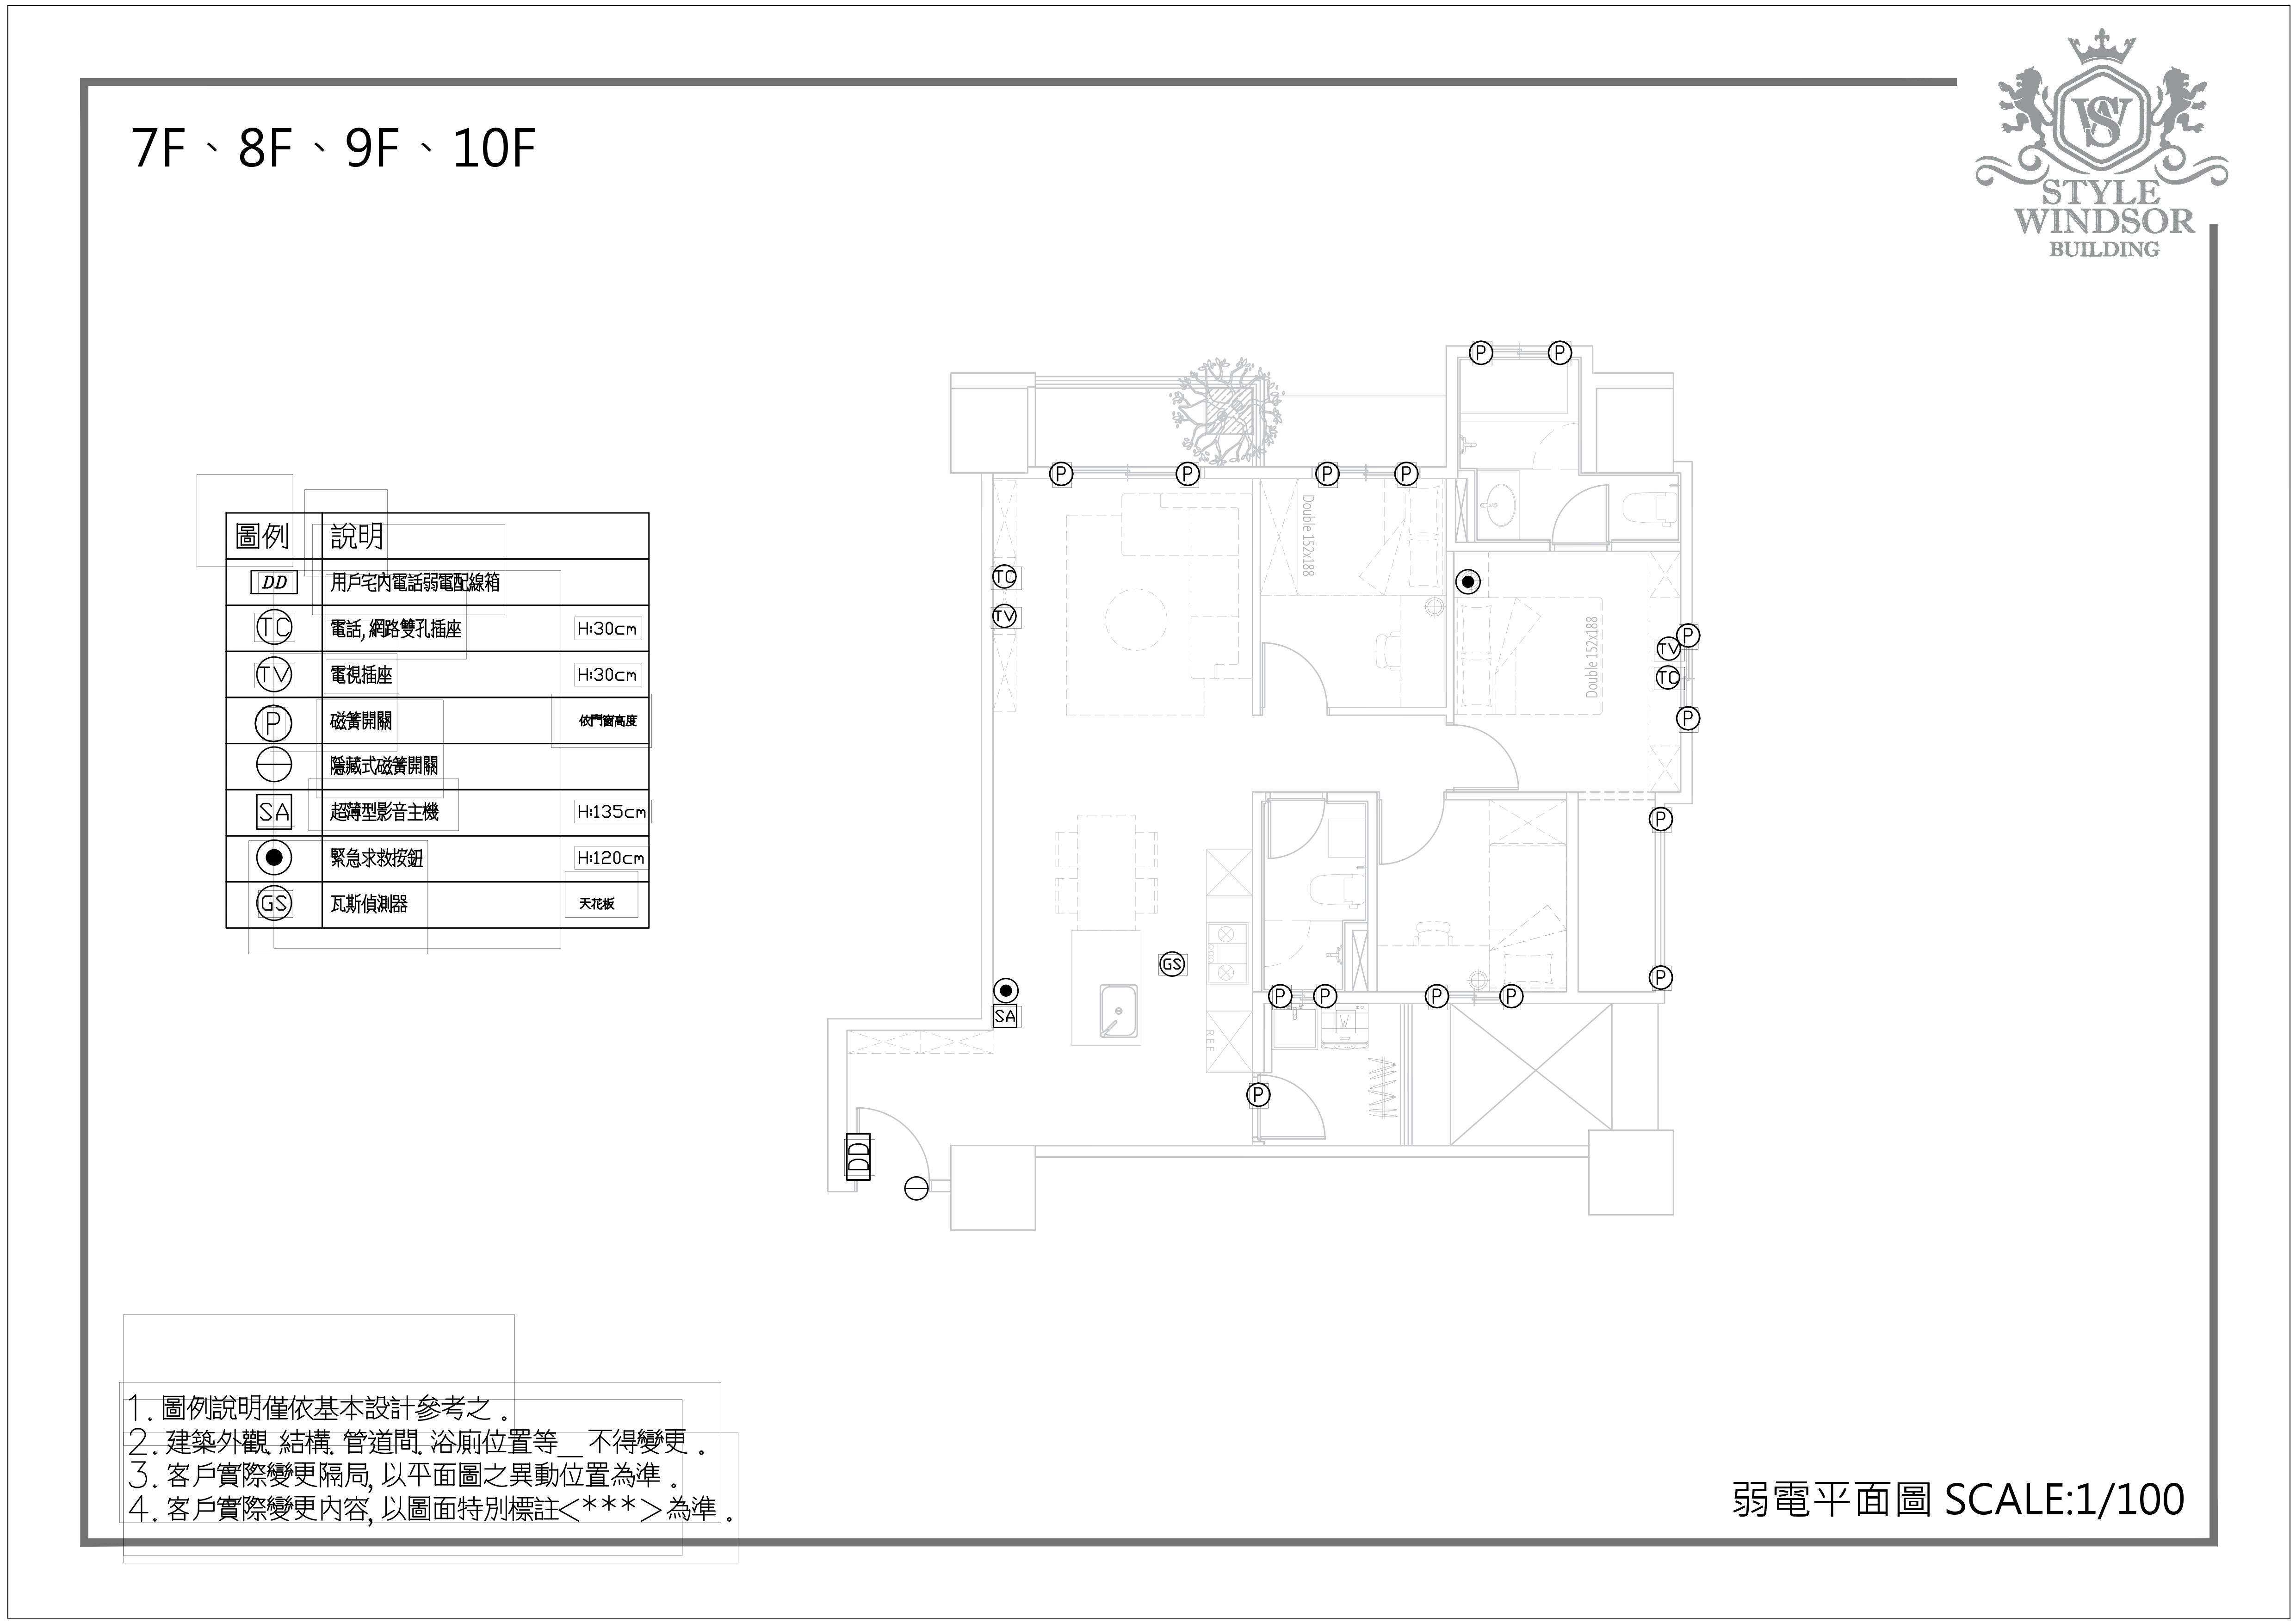 7F、8F、9F、10F
STYLE
WINDSOR
BUILDING
圖例 說明
DD 用戶宅內電話弱電配線箱
TC 電話,網路雙孔插座 H:30cm
TV 電視插座 H:30cm
P 磁簧開關 依門窗高度
隱藏式磁簧開關
SA 超薄型影音主機 H:135cm
緊急求救按鈕 H:120cm
GS 瓦斯偵測器 天花板
P P
P P P P
Double 152x188
TC
TV
Double 152x188
P
TV
TC
P
P
GS
P
SA
P P P P
W
REF
P
DD
1. 圖例說明僅依基本設計參考之。
2. 建築外觀.結構.管道間.浴廁位置等__不得變更。
3. 客戶實際變更隔局,以平面圖之異動位置為準。
4. 客戶實際變更內容,以圖面特別標註<***>為準。
弱電平面圖 SCALE:1/100